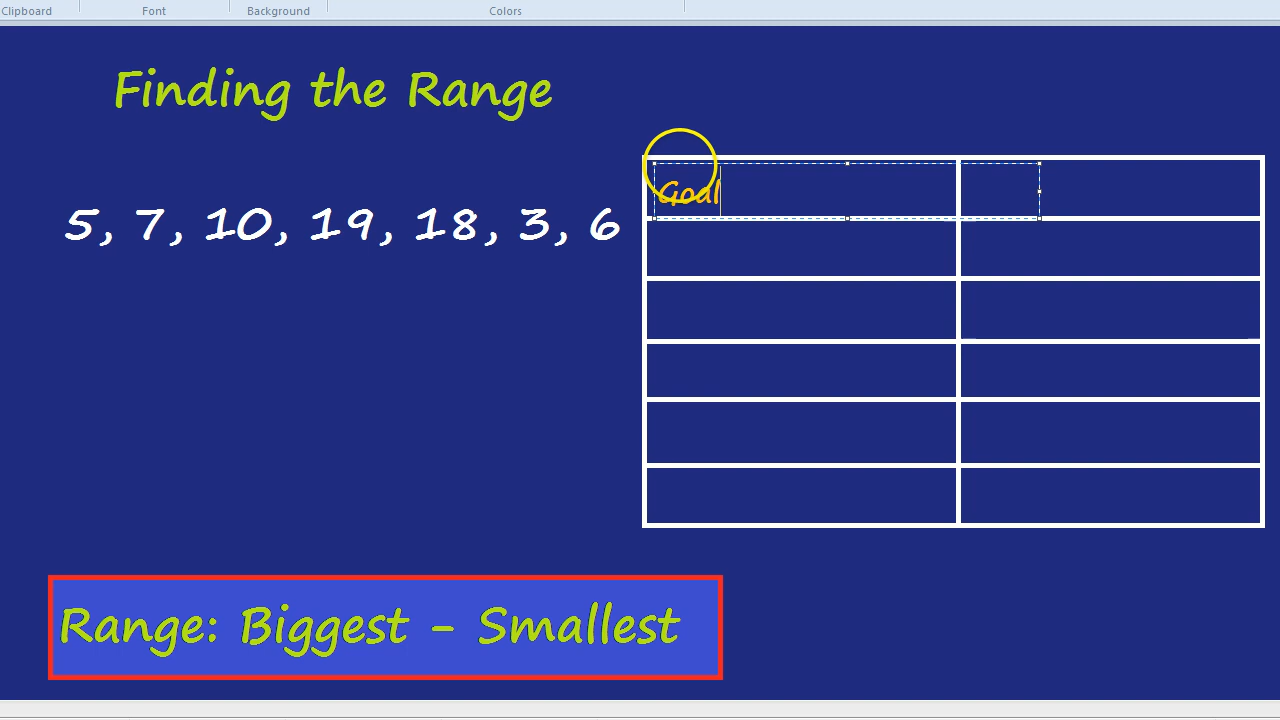 Clipboard Font Background Colors
Finding the Range
Goal
5, 7, 10, 19, 18, 3, 6
Range: Biggest - Smallest